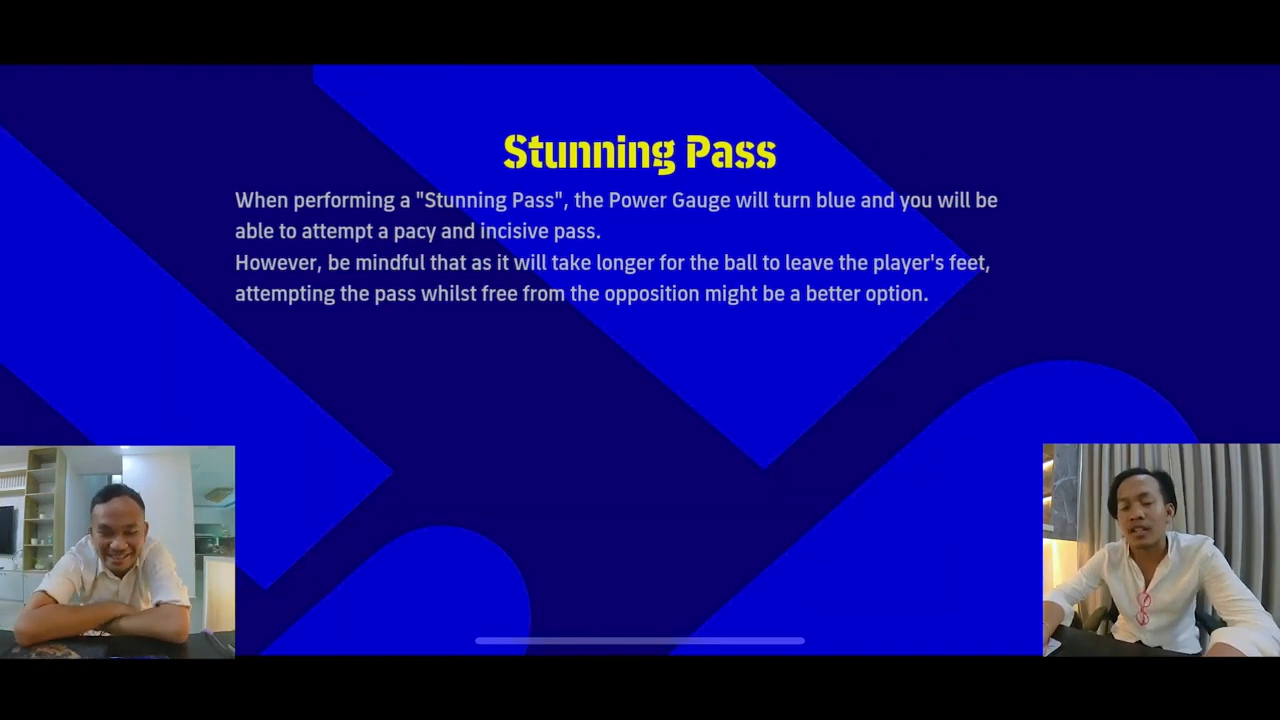 Stunning Pass
When performing a "Stunning Pass", the Power Gauge will turn blue and you will be
able to attempt a pacy and incisive pass.
However, be mindful that as it will take longer for the ball to leave the player's feet,
attempting the pass whilst free from the opposition might be a better option.